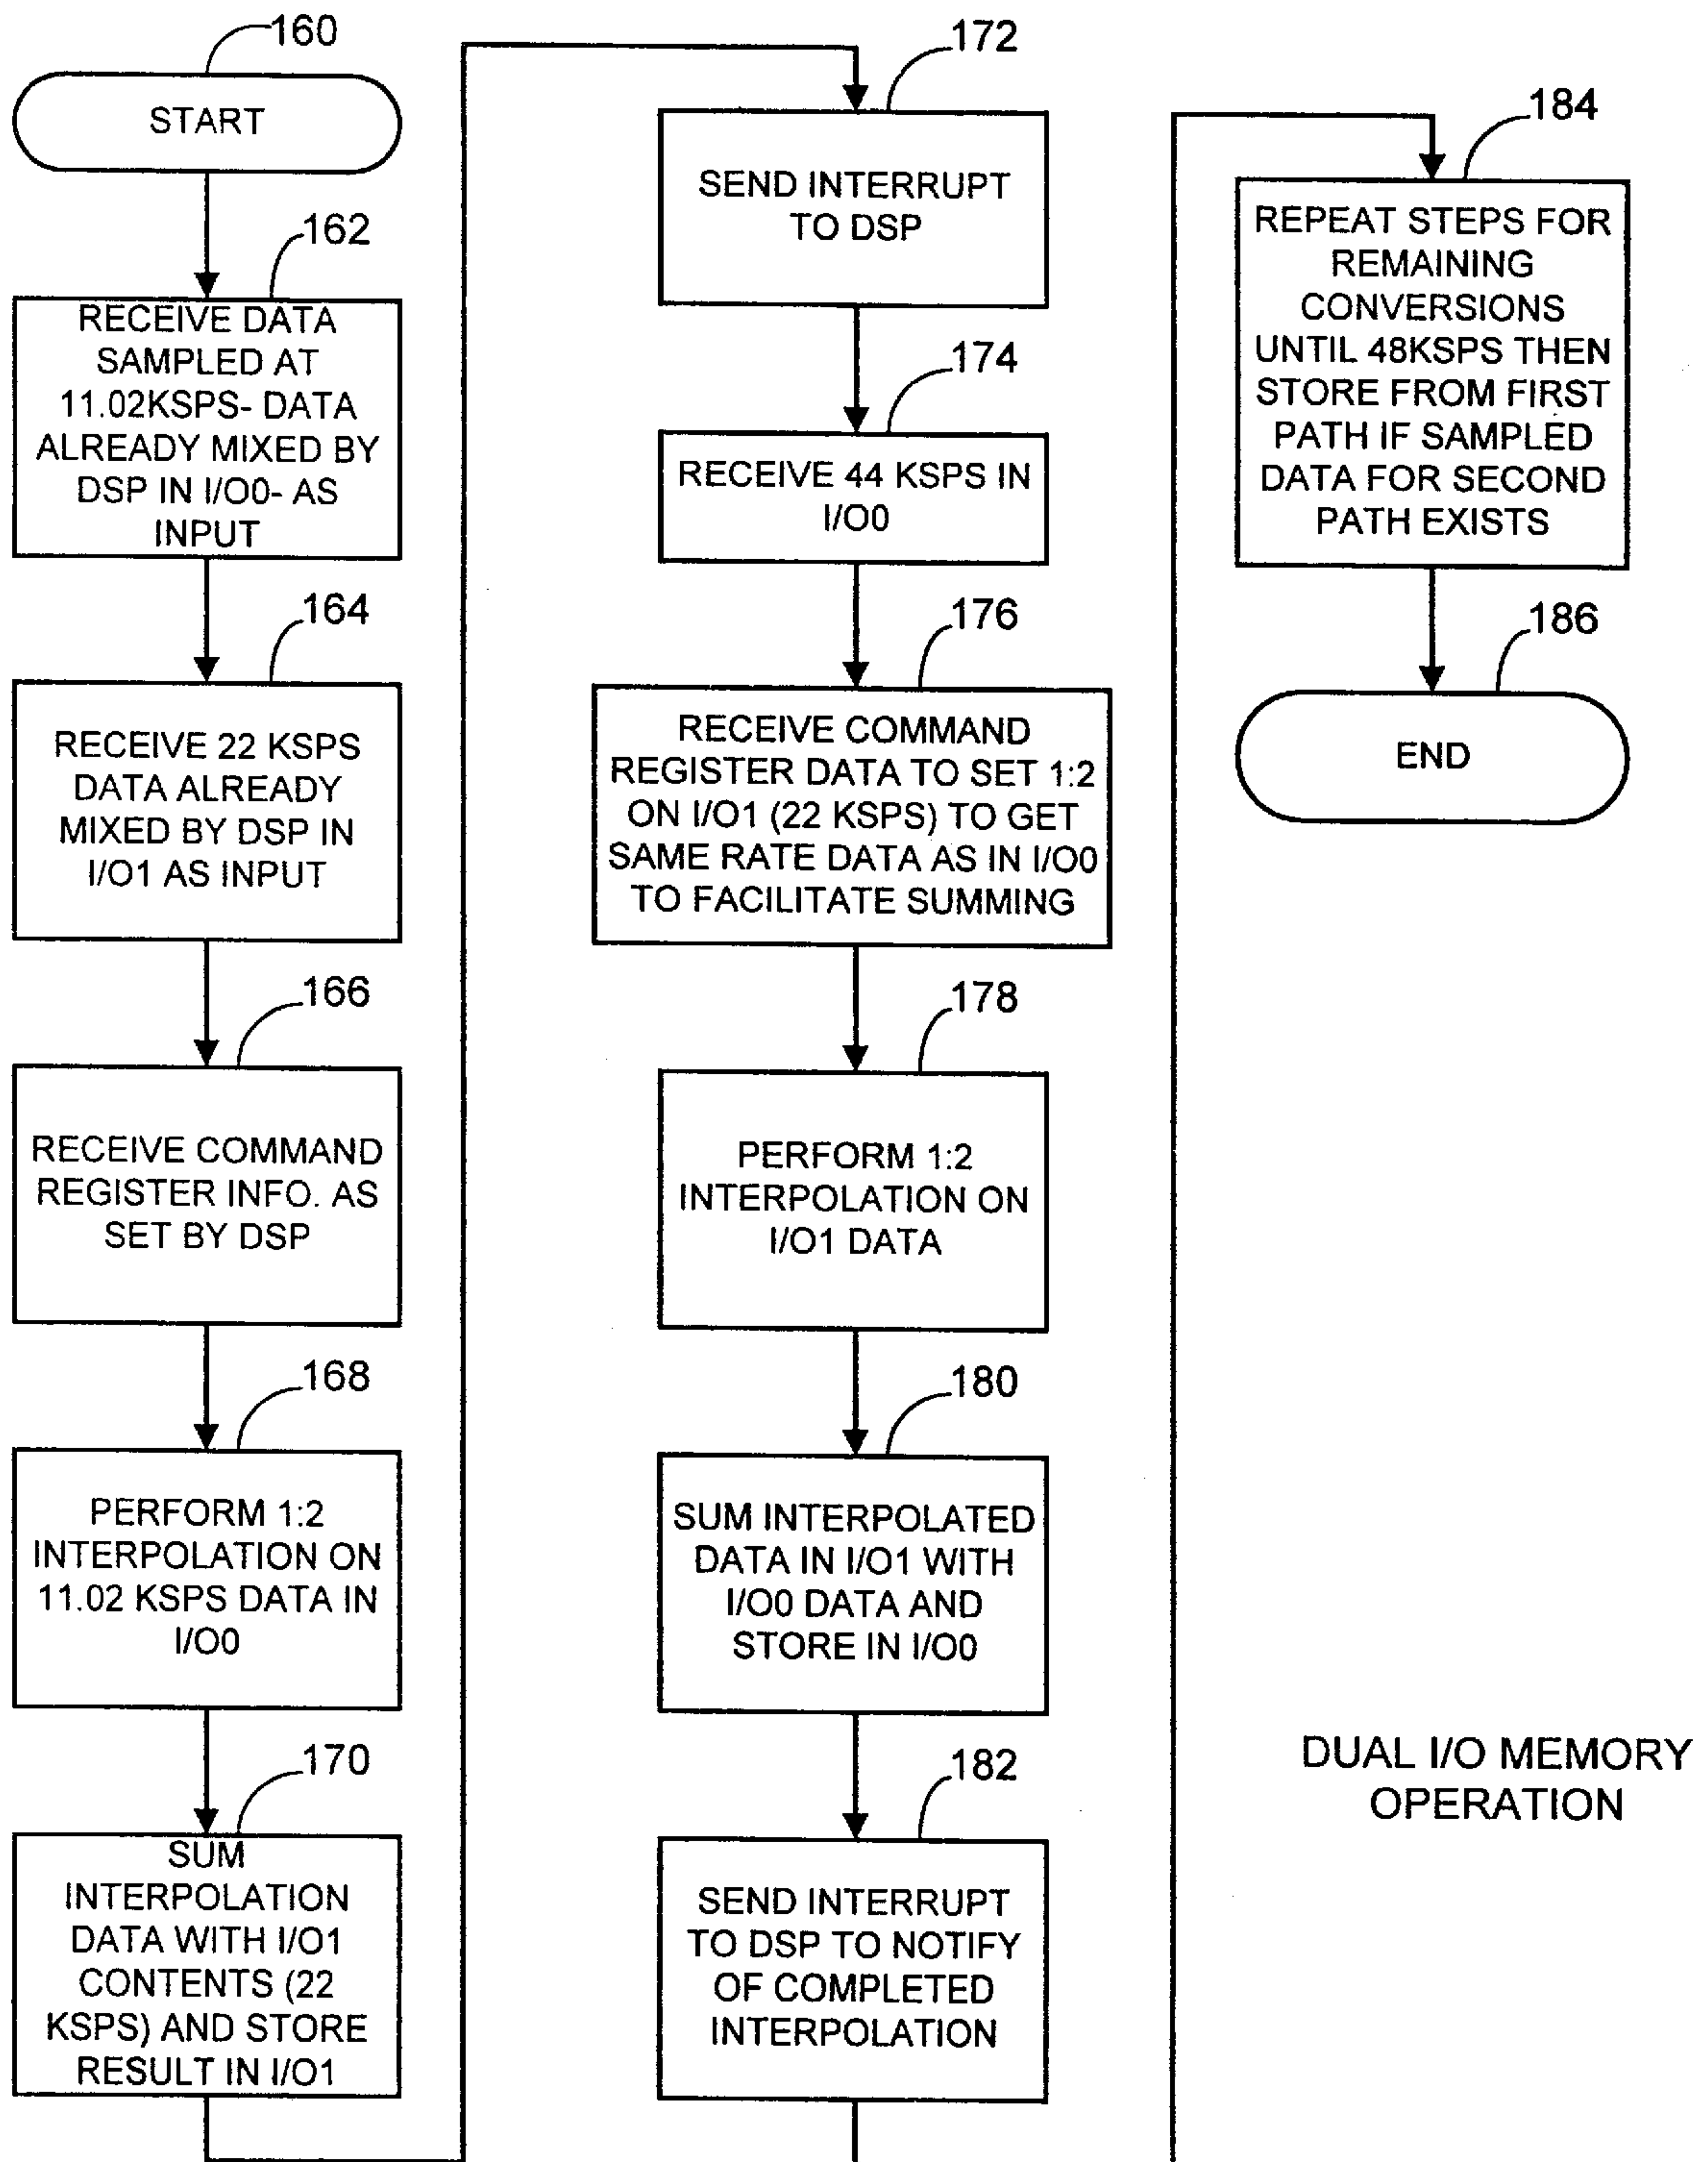 160
START
162
RECEIVE DATA
SAMPLED AT
11.02KSPS- DATA
ALREADY MIXED BY
DSP IN I/O0- AS
INPUT
164
RECEIVE 22 KSPS
DATA ALREADY
MIXED BY DSP IN
I/O1 AS INPUT
166
RECEIVE COMMAND
REGISTER INFO. AS
SET BY DSP
168
PERFORM 1:2
INTERPOLATION ON
11.02 KSPS DATA IN
I/O0
170
SUM
INTERPOLATION
DATA WITH I/O1
CONTENTS (22
KSPS) AND STORE
RESULT IN I/O1
172
SEND INTERRUPT
TO DSP
174
RECEIVE 44 KSPS IN
I/O0
176
RECEIVE COMMAND
REGISTER DATA TO SET 1:2
ON I/O1 (22 KSPS) TO GET
SAME RATE DATA AS IN I/O0
TO FACILITATE SUMMING
178
PERFORM 1:2
INTERPOLATION ON
I/O1 DATA
180
SUM INTERPOLATED
DATA IN I/O1 WITH
I/O0 DATA AND
STORE IN I/O0
182
SEND INTERRUPT
TO DSP TO NOTIFY
OF COMPLETED
INTERPOLATION
184
REPEAT STEPS FOR
REMAINING
CONVERSIONS
UNTIL 48KSPS THEN
STORE FROM FIRST
PATH IF SAMPLED
DATA FOR SECOND
PATH EXISTS
186
END
DUAL I/O MEMORY
OPERATION